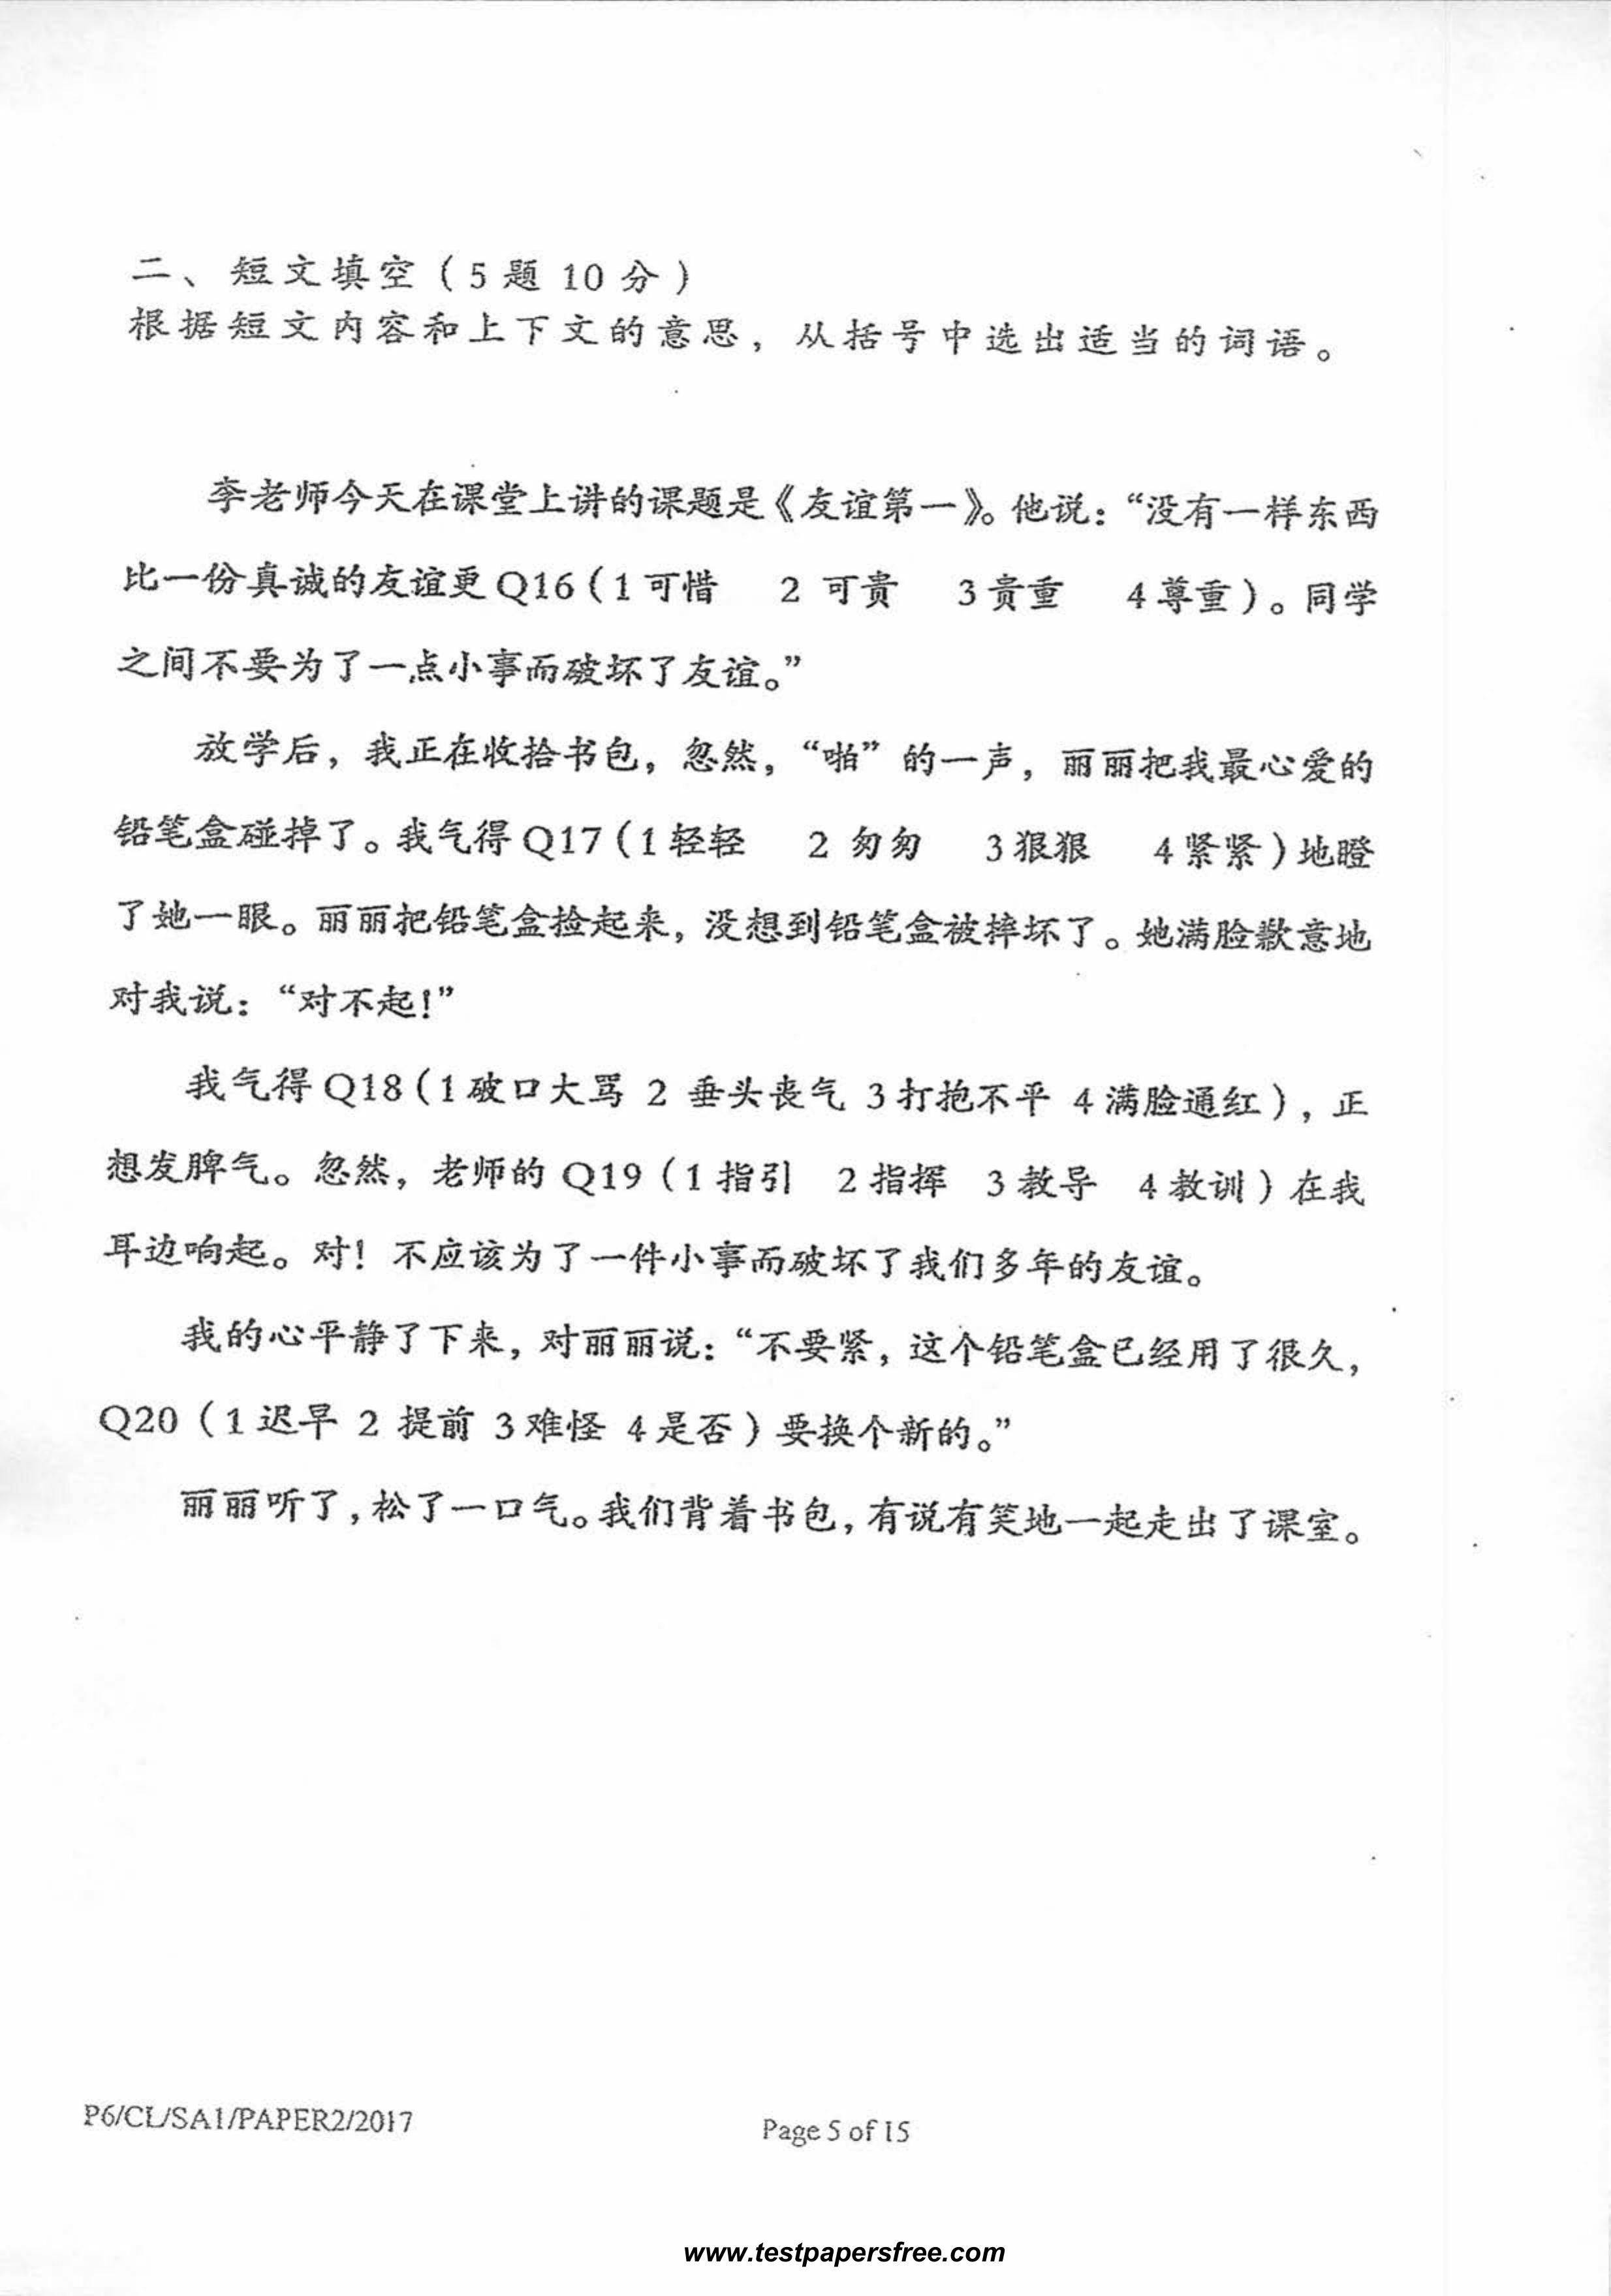 二、短文填空（5题 10分）
根据短文内容和上下文的意思，从括号中选出适当的词语。
李老师今天在课堂上讲的课题是《友谊第一》。他说：“没有一样东西
比一份真诚的友谊更Q16（1可惜 2 可贵 3贵重 4尊重）。同学
之间不要为了一点小事而破坏了友谊。”
放学后，我正在收拾书包，忽然，“啪”的一声，丽丽把我最心爱的
铅笔盒碰掉了。我气得Q17（1轻轻 2 匆匆 3狠狠 4紧紧）地瞪
了她一眼。丽丽把铅笔盒捡起来，没想到铅笔盒被摔坏了。她满脸歉意地
对我说：“对不起！”
我气得Q18（1破口大骂 2 垂头丧气 3打抱不平 4满脸通红），正
想发脾气。忽然，老师的Q19（1指引 2指挥 3教导 4教训）在我
耳边响起。对！不应该为了一件小事而破坏了我们多年的友谊。
我的心平静了下来，对丽丽说：“不要紧，这个铅笔盒已经用了很久，
Q20（1迟早 2 提前 3难怪 4是否）要换个新的。”
丽丽听了，松了一口气。我们背着书包，有说有笑地一起走出了课室。
P6/CL/SA1/PAPER2/2017
Page 5 of 15
www.testpapersfree.com